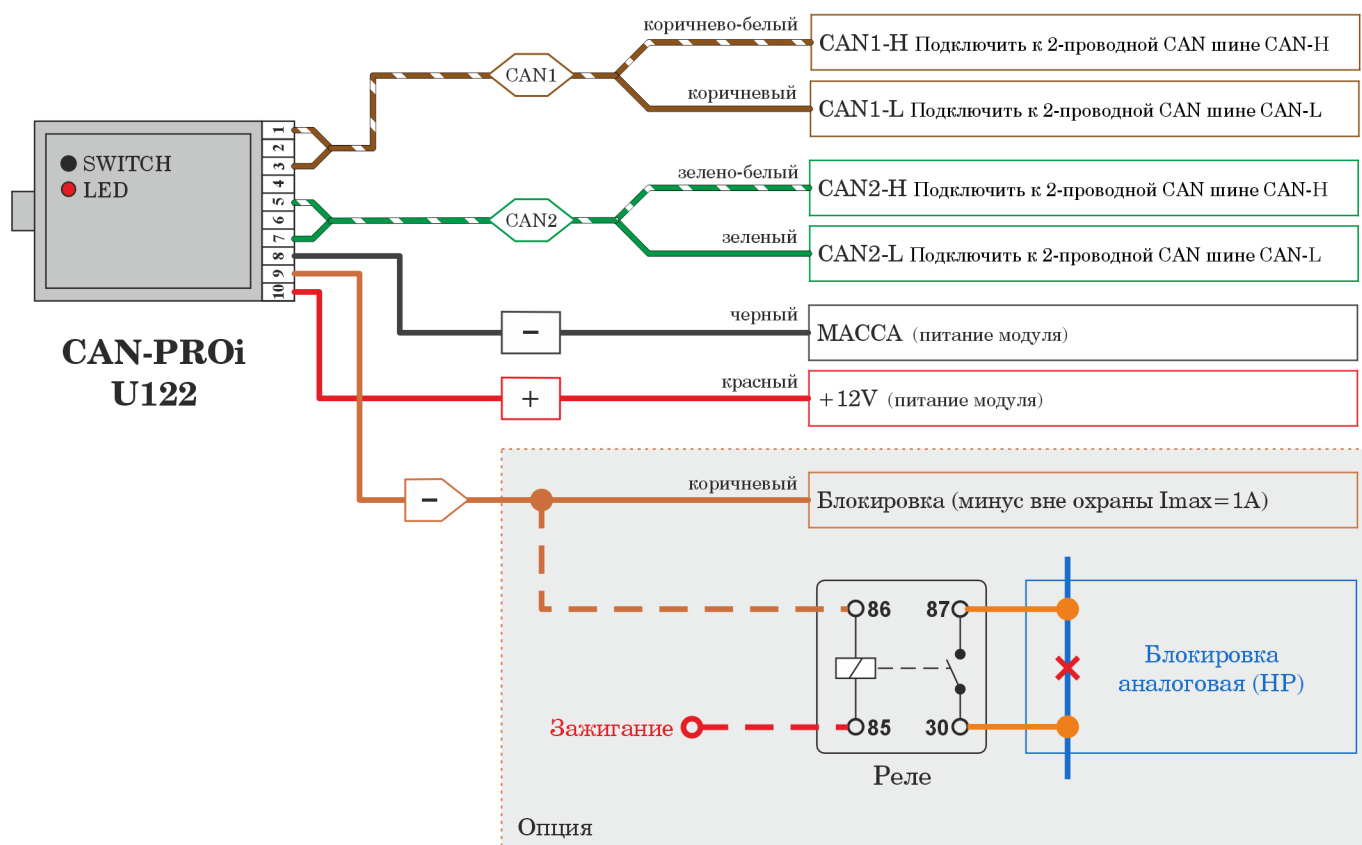 коричнево-белый
CAN1-H Подключить к 2-проводной CAN шине CAN-H
CAN1
коричневый
CAN1-L Подключить к 2-проводной CAN шине CAN-L
SWITCH
LED
1
2
3
4
5
6
7
8
9
10
зелено-белый
CAN2-H Подключить к 2-проводной CAN шине CAN-H
CAN2
зеленый
CAN2-L Подключить к 2-проводной CAN шине CAN-L
CAN-PROi
U122
черный
−
МАССА (питание модуля)
красный
+
+12V (питание модуля)
коричневый
−
Блокировка (минус вне охраны Imax=1A)
86
87
Блокировка
аналоговая (НР)
Зажигание
85
30
Реле
Опция